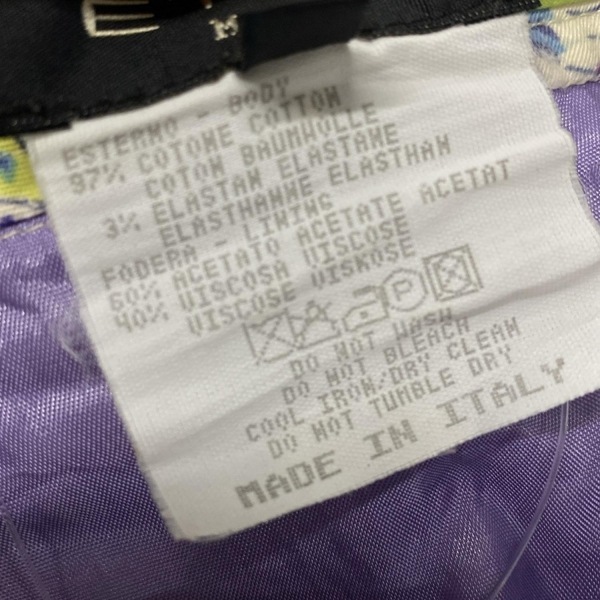 M
ESTERNO - BODY
97% COTONE COTTON
COTON BAUMWOLLE
3% ELASTAN ELASTANE
ELASTHANNE ELASTHAN
FODERA - LINING
60% ACETATO ACETATE ACETAT
40% VISCOSA VISCOSE
VISCOSE VISKOSE
P
DO NOT WASH
DO NOT BLEACH
COOL IRON/DRY CLEAN
DO NOT TUMBLE DRY
MADE IN ITALY